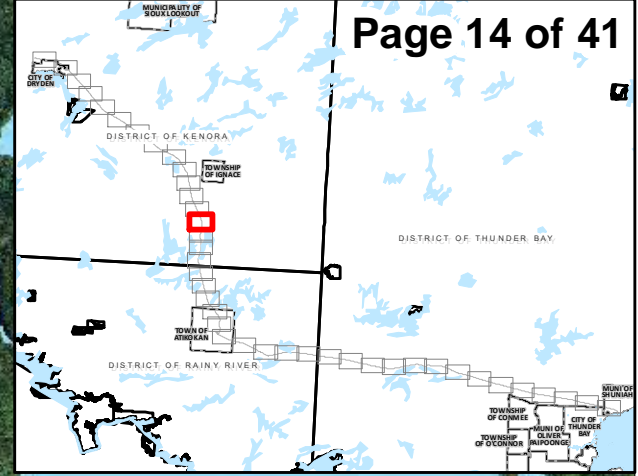 MUNICIPALITY OF
SIOUX LOOKOUT
Page 14 of 41
CITY OF
DRYDEN
DISTRICT OF KENORA
TOWNSHIP
OF IGNACE
DISTRICT OF THUNDER BAY
TOWN OF
ATIKOKAN
DISTRICT OF RAINY RIVER
MUNI OF
SHUNIAH
TOWNSHIP
OF CONMEE
CITY OF
THUNDER
BAY
MUNI OF
OLIVER
PAIPOONGE
TOWNSHIP
OF O'CONNOR